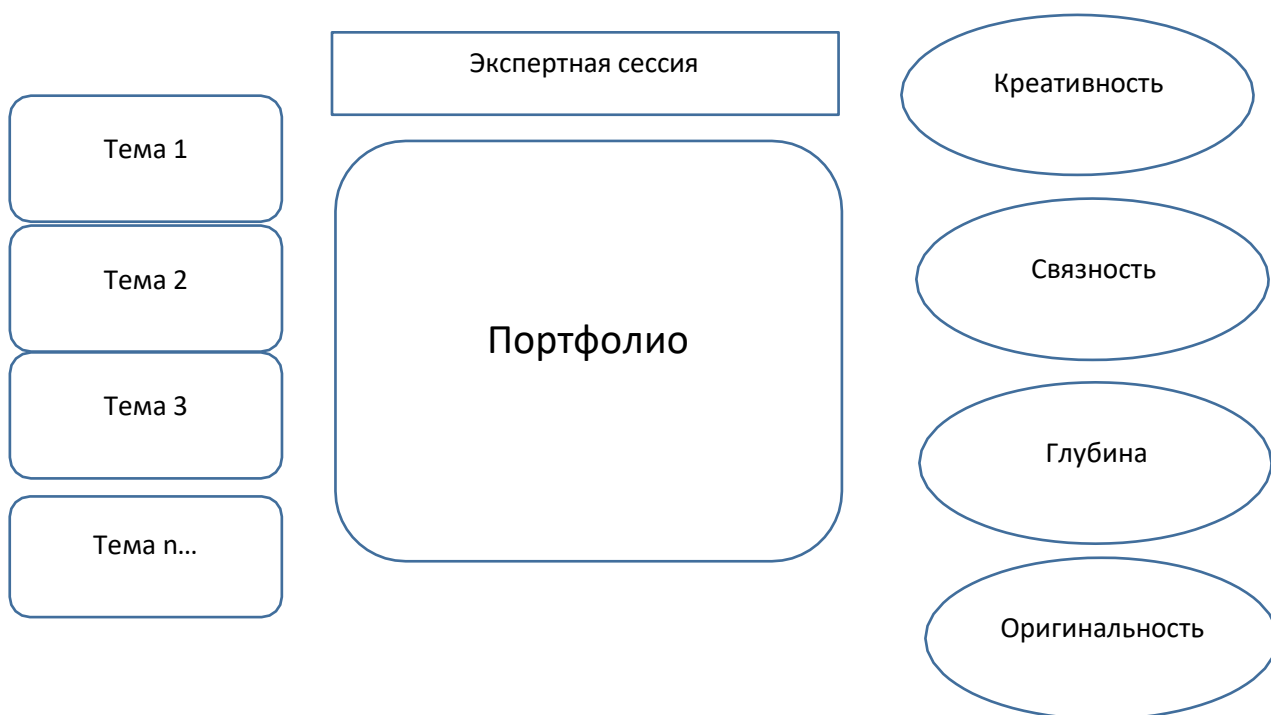 Экспертная сессия
Креативность
Тема 1
Связность
Тема 2
Портфолио
Тема 3
Глубина
Тема n…
Оригинальность